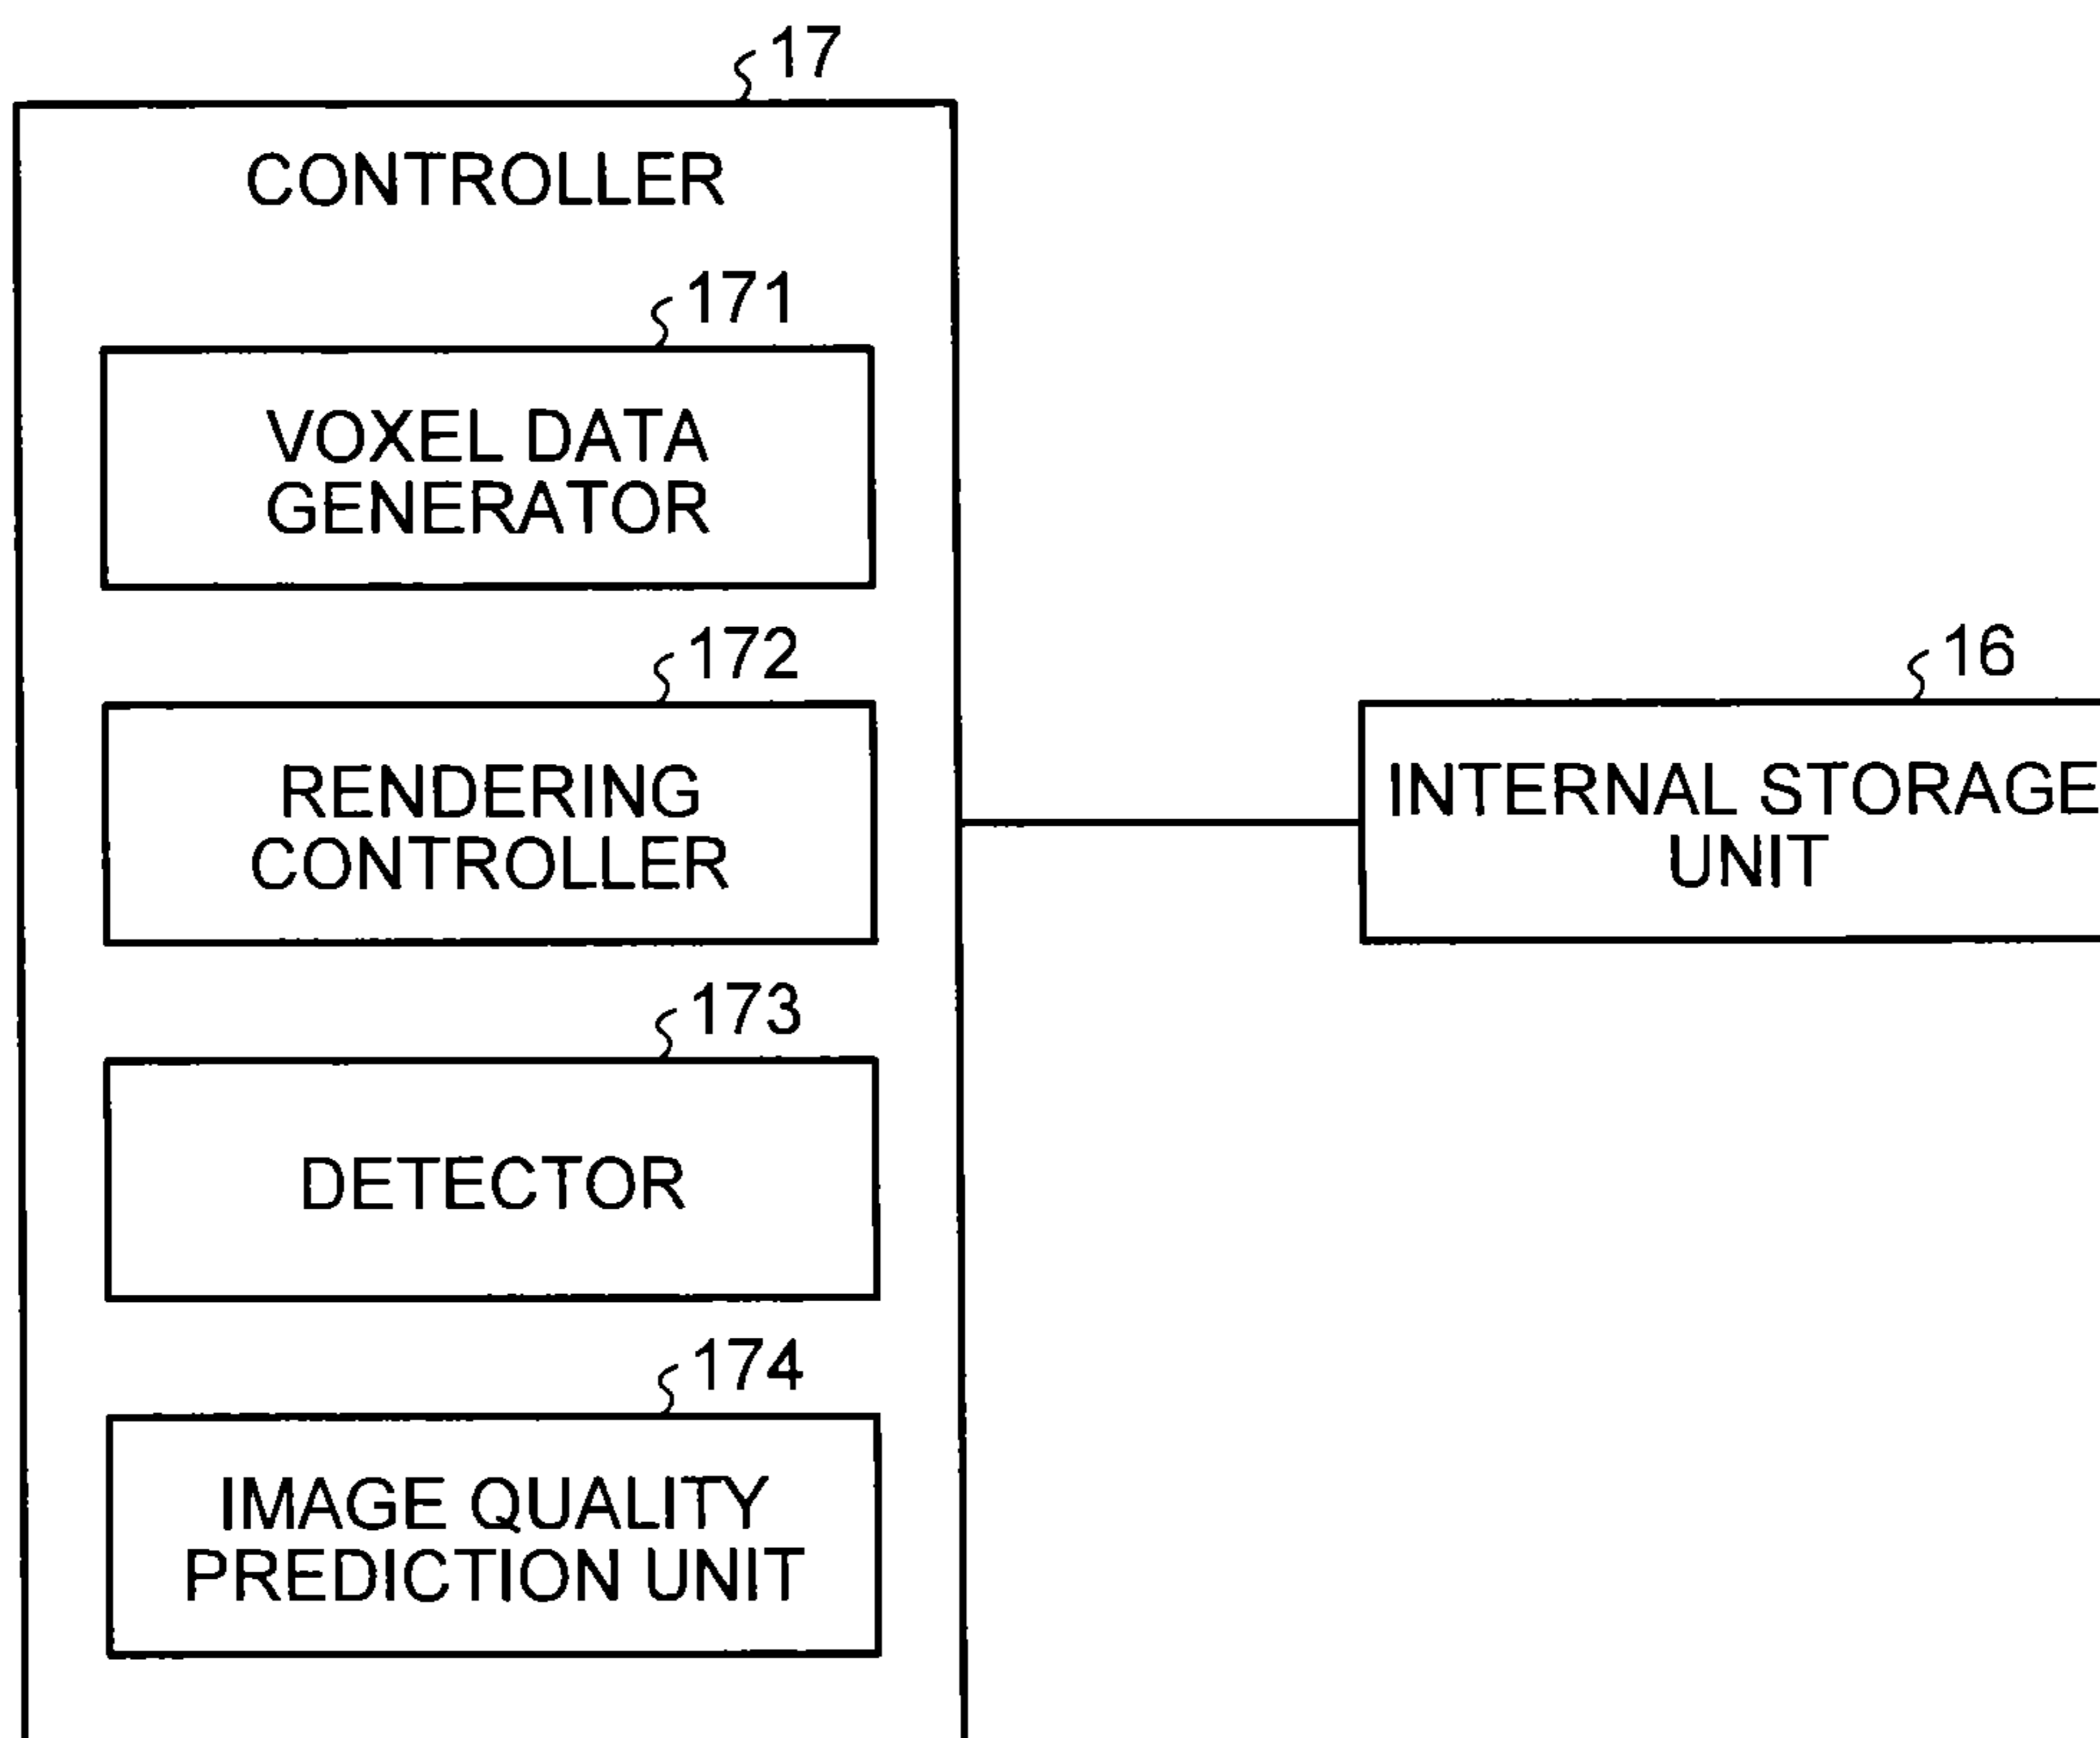 17
CONTROLLER
171
VOXEL DATA
GENERATOR
172
RENDERING
CONTROLLER
173
DETECTOR
174
IMAGE QUALITY
PREDICTION UNIT
16
INTERNAL STORAGE
UNIT